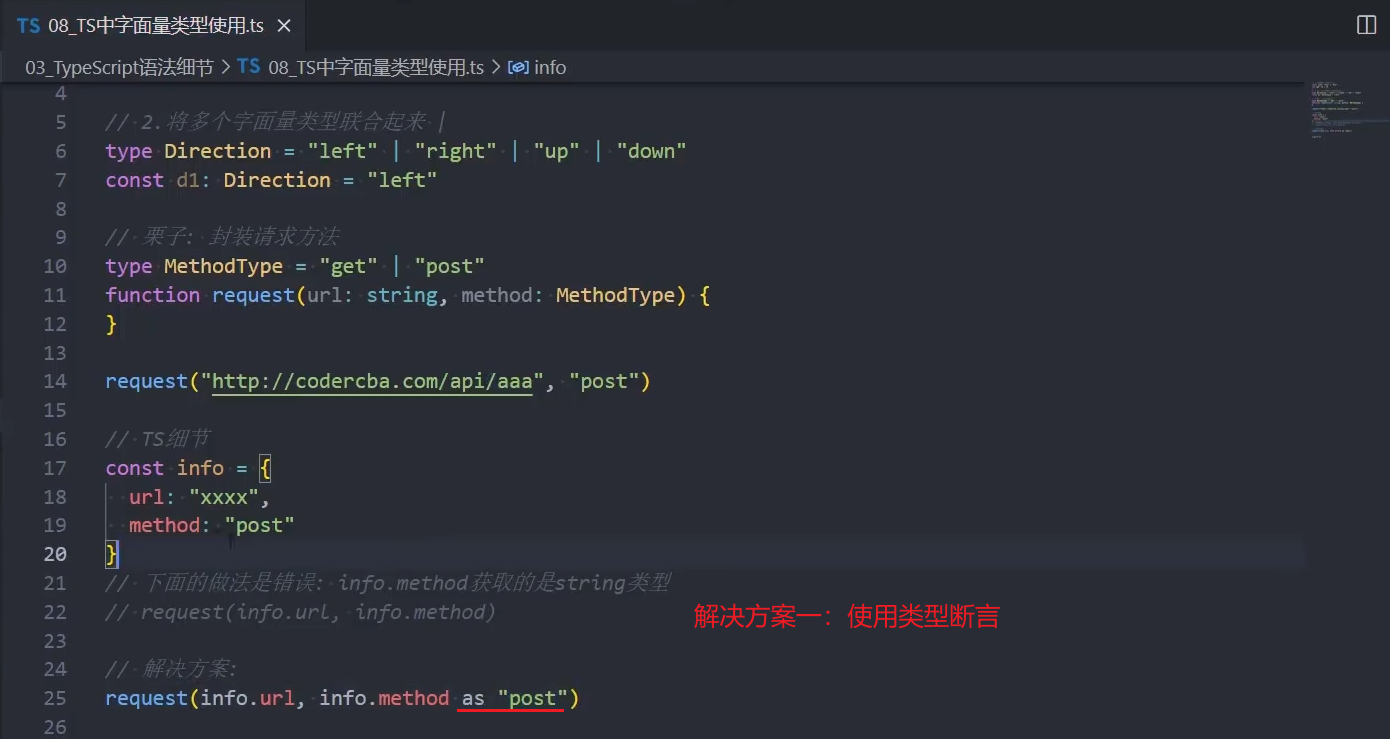 TS 08_TS中字面量类型使用.ts ×
03_TypeScript语法细节 > TS 08_TS中字面量类型使用.ts > info
4
5 // 2.将多个字面量类型联合起来 |
6 type Direction = "left" | "right" | "up" | "down"
7 const d1: Direction = "left"
8
9 // 栗子: 封装请求方法
10 type MethodType = "get" | "post"
11 function request(url: string, method: MethodType) {
12 }
13
14 request("http://codercba.com/api/aaa", "post")
15
16 // TS细节
17 const info = {
18 url: "xxxx",
19 method: "post"
20 }
21 // 下面的做法是错误: info.method获取的是string类型
22 // request(info.url, info.method)
解决方案一：使用类型断言
23
24 // 解决方案:
25 request(info.url, info.method as "post")
26